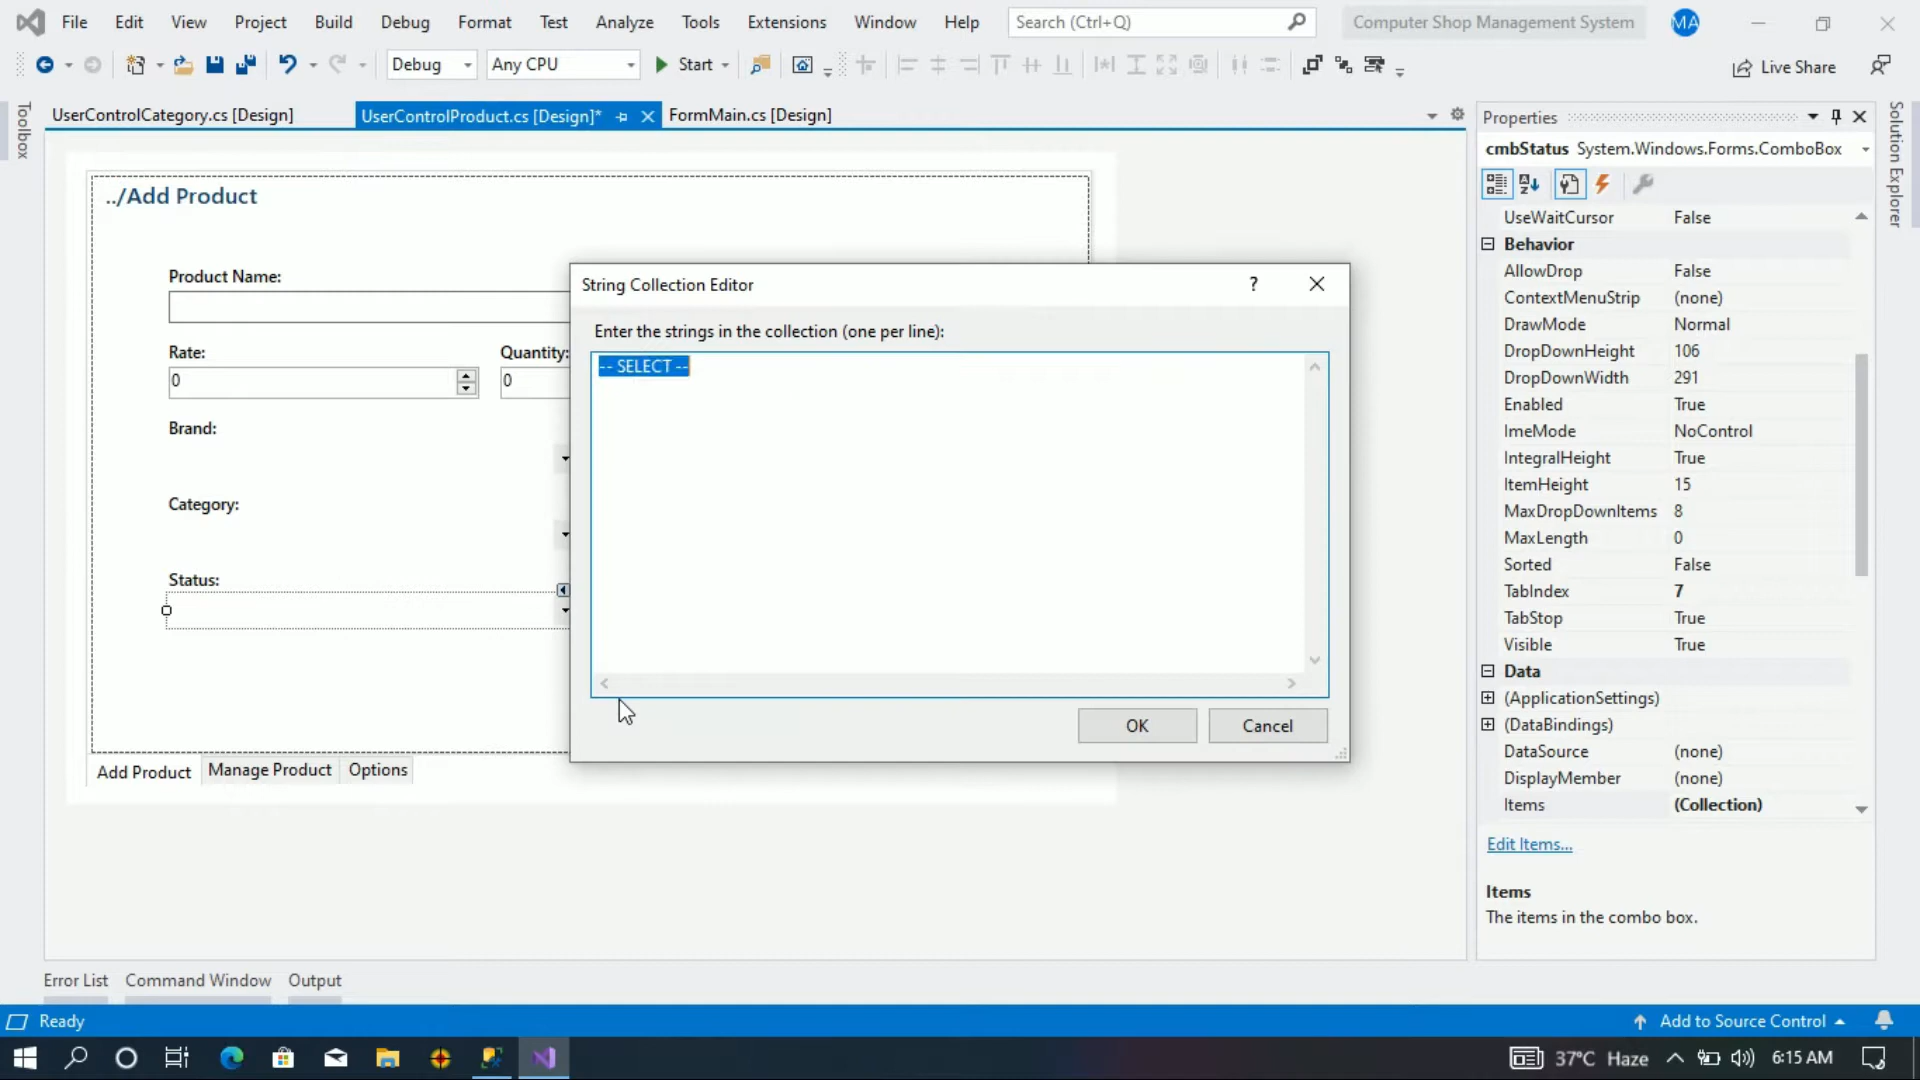 File Edit View Project Build Debug Format Test Analyze Tools Extensions Window Help Search (Ctrl+Q) Computer Shop Management System MA
Debug Any CPU Start Live Share
Toolbox
UserControlCategory.cs [Design] UserControlProduct.cs [Design]* FormMain.cs [Design]
../Add Product
Product Name:
Rate: Quantity:
0 0
Brand:
Category:
Status:
Add Product Manage Product Options
String Collection Editor ?
Enter the strings in the collection (one per line):
-- SELECT --
OK Cancel
Properties
cmbStatus System.Windows.Forms.ComboBox
UseWaitCursor False
Behavior
AllowDrop False
ContextMenuStrip (none)
DrawMode Normal
DropDownHeight 106
DropDownWidth 291
Enabled True
ImeMode NoControl
IntegralHeight True
ItemHeight 15
MaxDropDownItems 8
MaxLength 0
Sorted False
TabIndex 7
TabStop True
Visible True
Data
(ApplicationSettings)
(DataBindings)
DataSource (none)
DisplayMember (none)
Items (Collection)
Edit Items...
Items
The items in the combo box.
Solution Explorer
Error List Command Window Output
Ready Add to Source Control
37°C Haze 6:15 AM